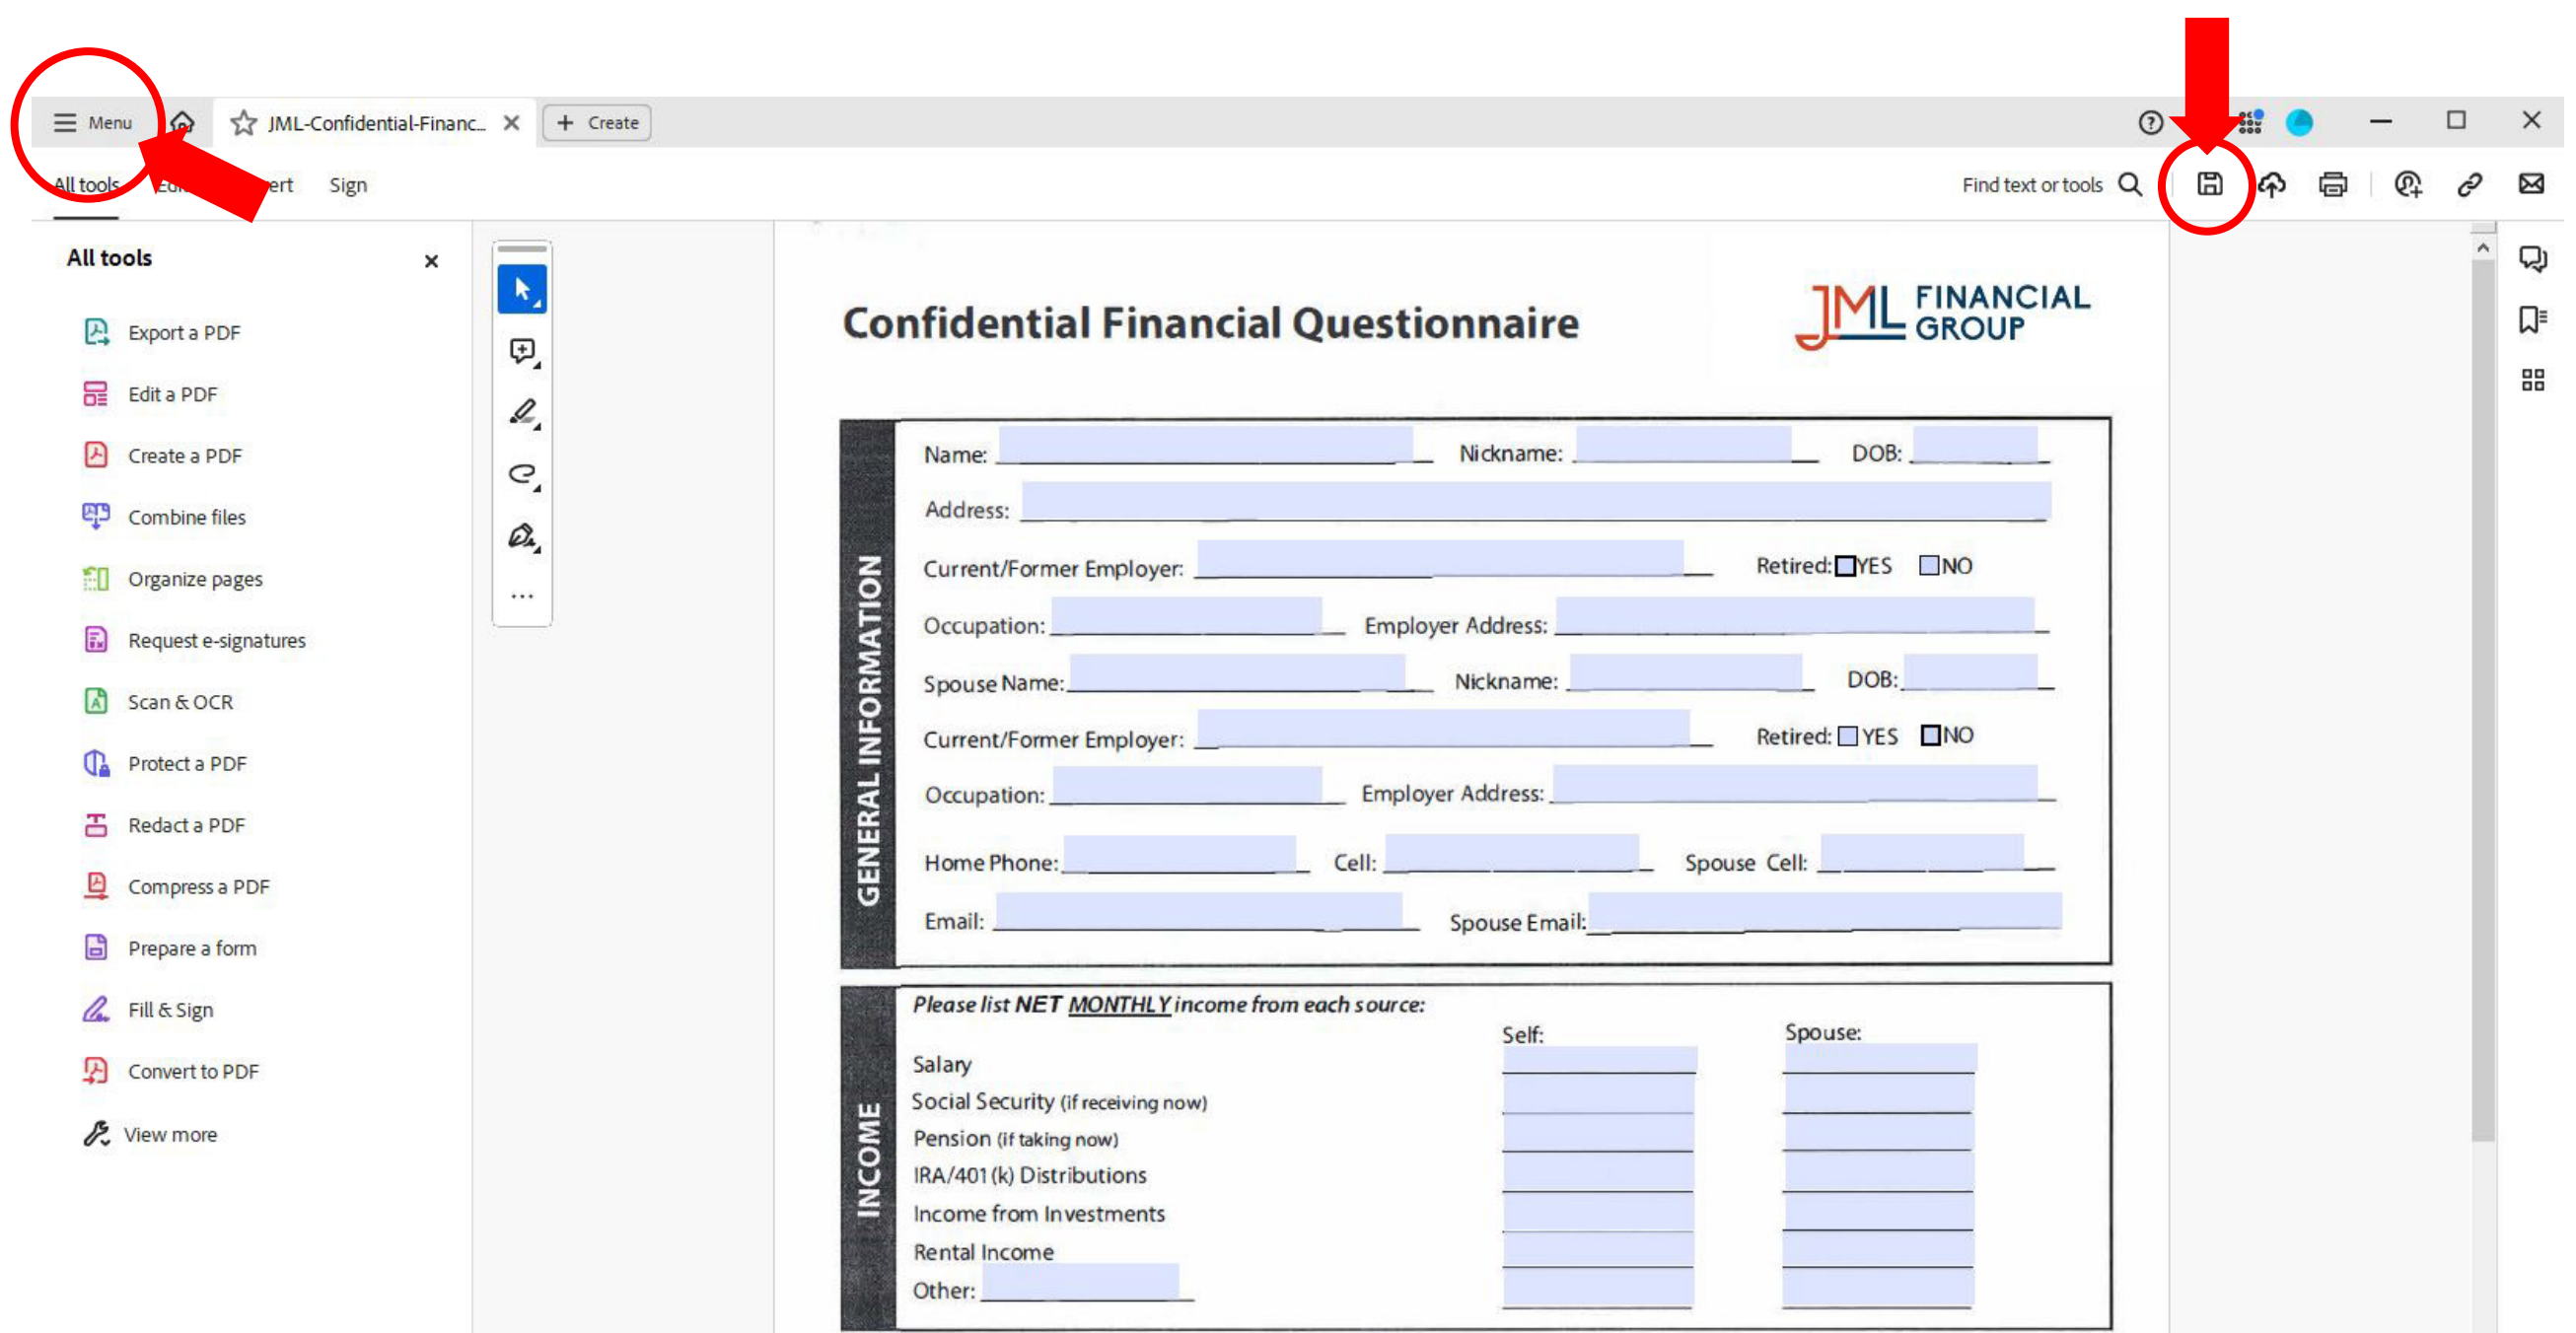 Menu
JML-Confidential-Financ...
+ Create
All tools
Sign
Find text or tools
All tools
Export a PDF
Edit a PDF
Create a PDF
Combine files
Organize pages
Request e-signatures
Scan & OCR
Protect a PDF
Redact a PDF
Compress a PDF
Prepare a form
Fill & Sign
Convert to PDF
View more
Confidential Financial Questionnaire
JML FINANCIAL GROUP
GENERAL INFORMATION
Name: Nickname: DOB:
Address:
Current/Former Employer: Retired: YES NO
Occupation: Employer Address:
Spouse Name: Nickname: DOB:
Current/Former Employer: Retired: YES NO
Occupation: Employer Address:
Home Phone: Cell: Spouse Cell:
Email: Spouse Email:
INCOME
Please list NET MONTHLY income from each source:
Self: Spouse:
Salary
Social Security (if receiving now)
Pension (if taking now)
IRA/401(k) Distributions
Income from Investments
Rental Income
Other: